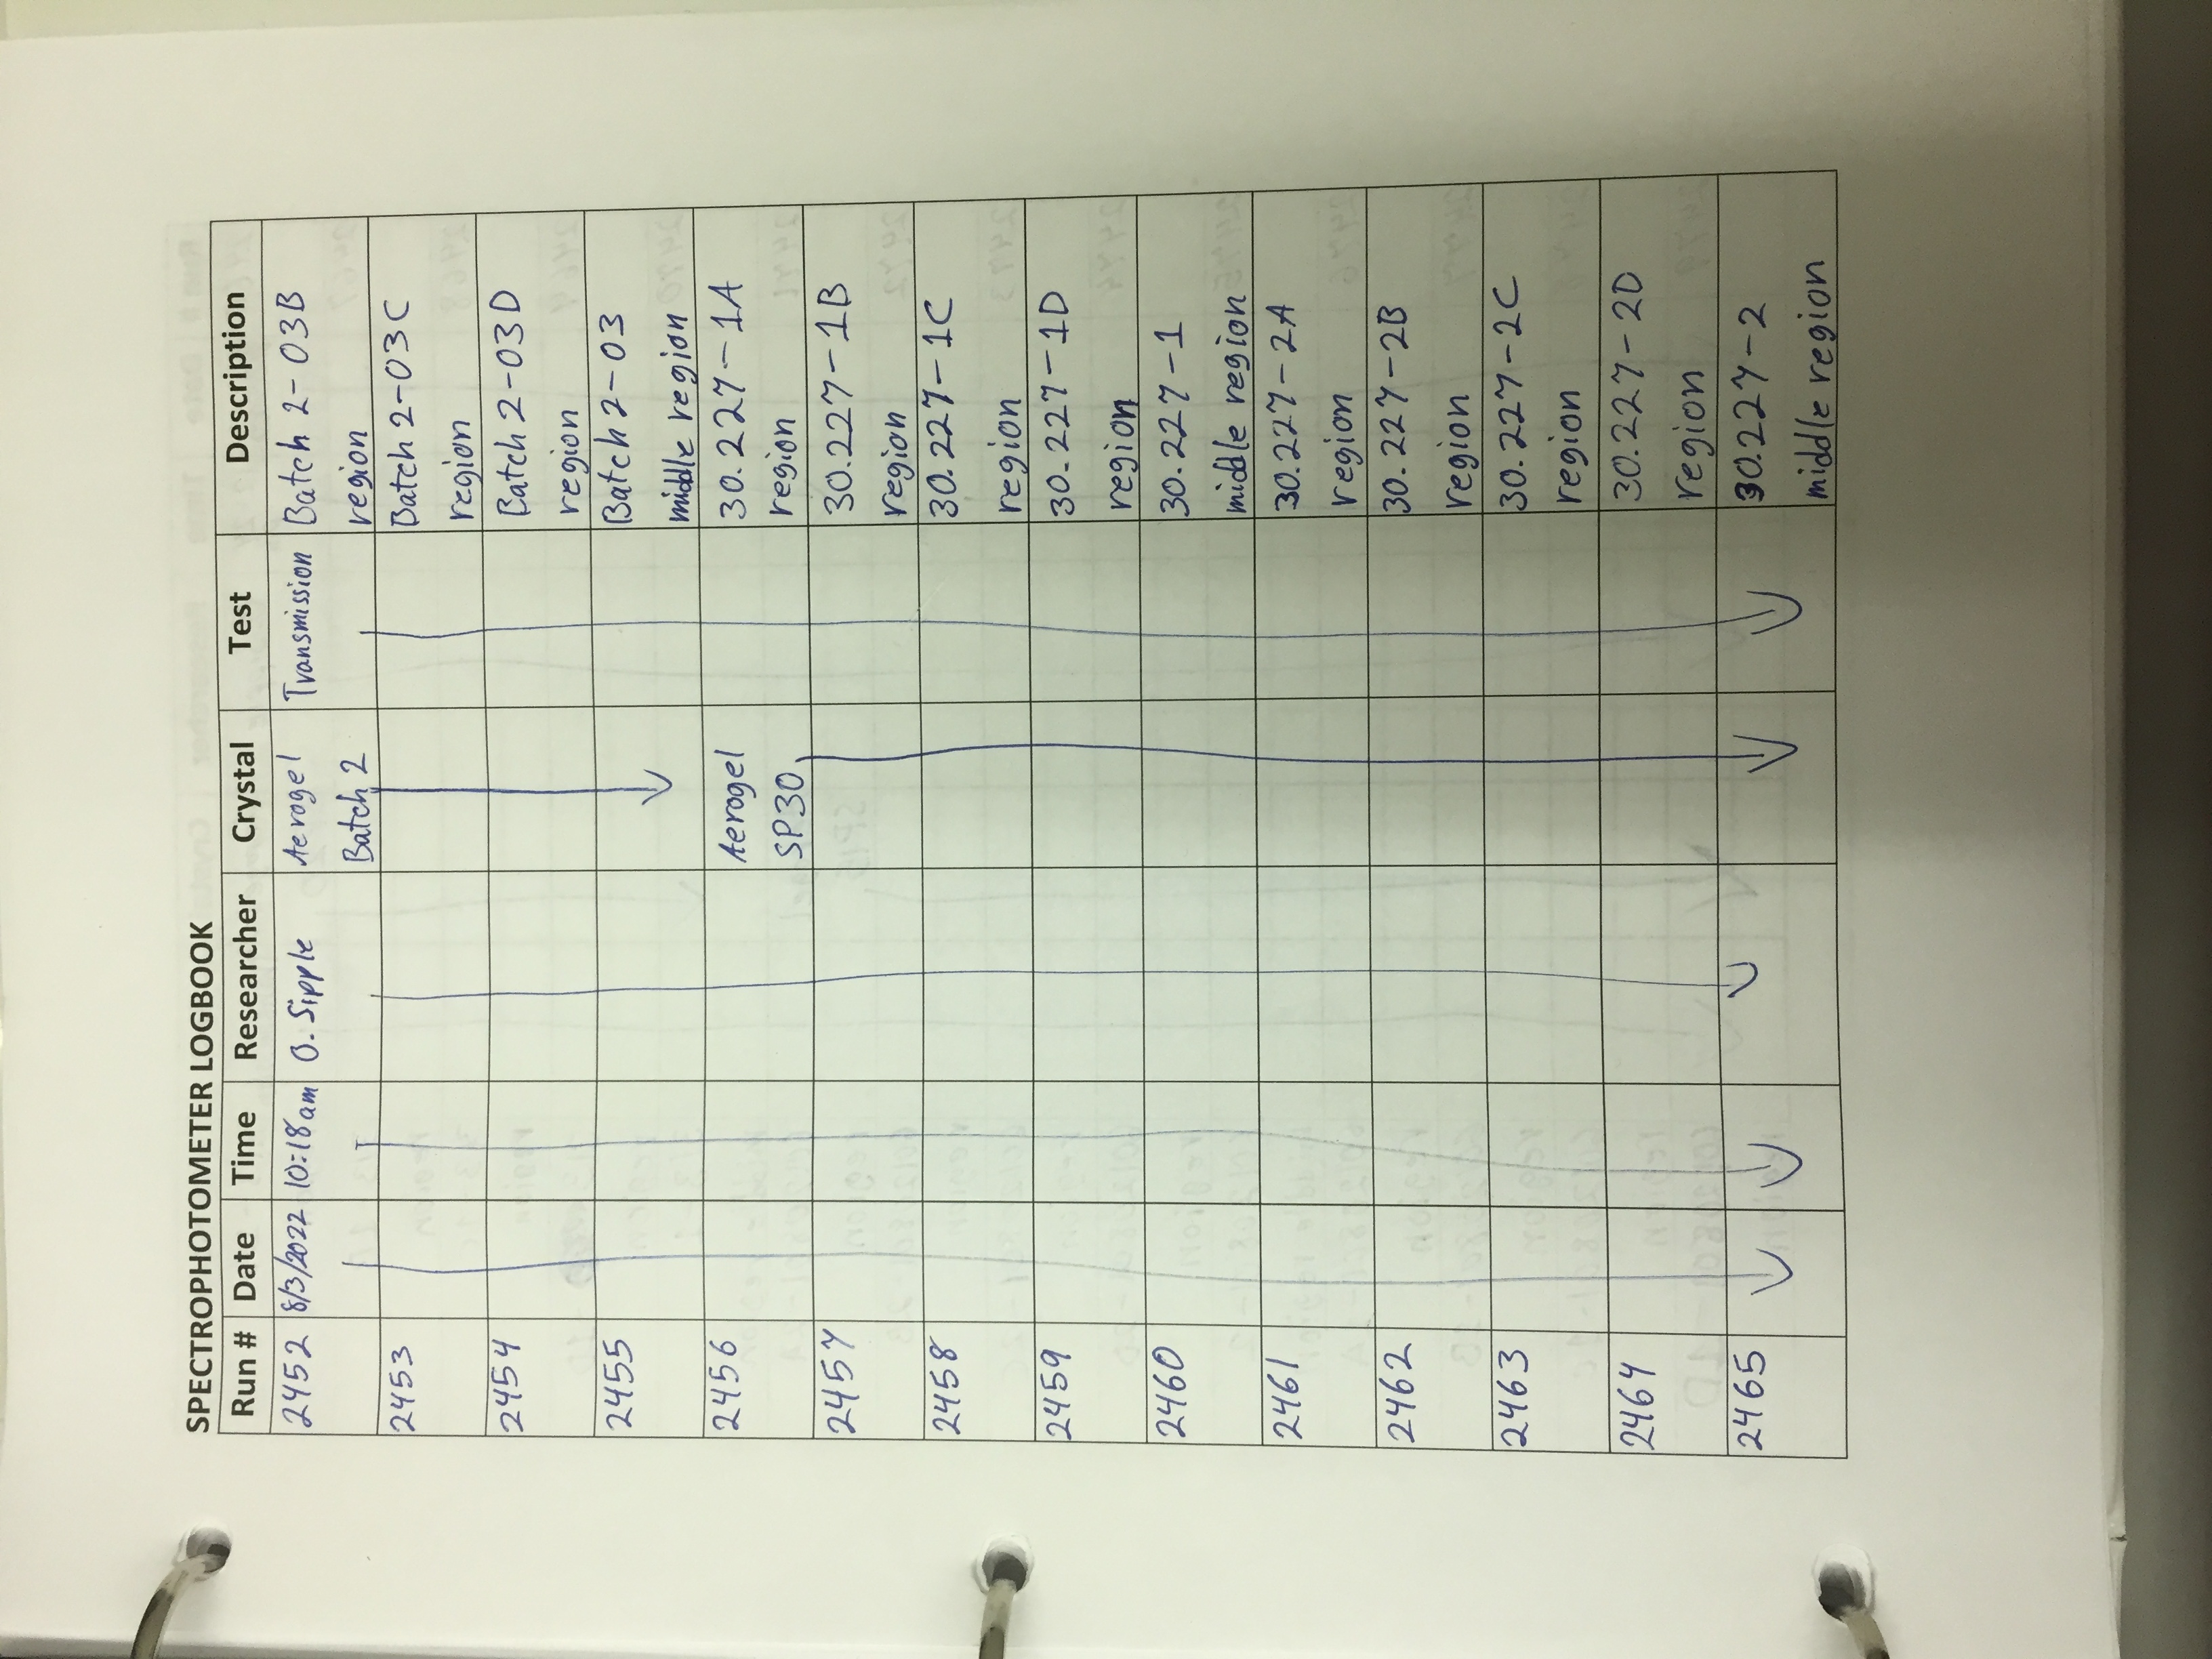 SPECTROPHOTOMETER LOGBOOK
Run # Date Time Researcher Crystal Test Description
2452 8/3/2022 10:18am O. Sipple Aerogel Transmission Batch 2-03B
Batch 2 region
2453 Batch 2-03C
region
2454 Batch 2-03D
region
2455 Batch 2-03
middle region
2456 Aerogel 30.227-1A
SP30 region
2457 30.227-1B
region
2458 30.227-1C
region
2459 30.227-1D
region
2460 30.227-1
middle region
2461 30.227-2A
region
2462 30.227-2B
region
2463 30.227-2C
region
2464 30.227-2D
region
2465 30.227-2
middle region